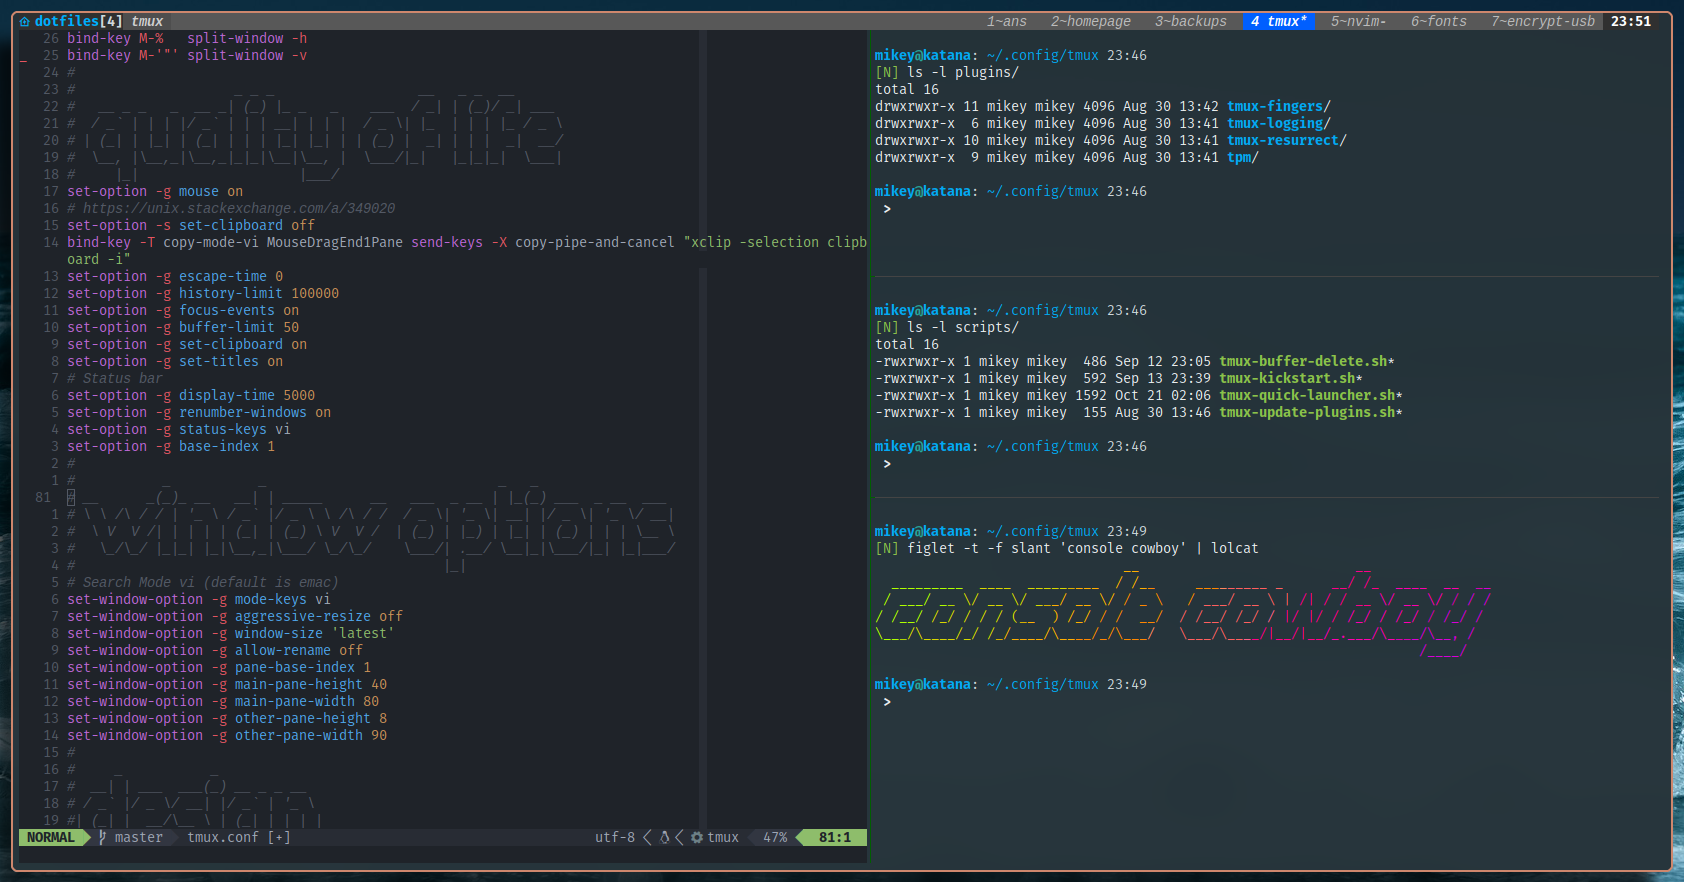 dotfiles[4] tmux 1~ans 2~homepage 3~backups 4 tmux* 5~nvim- 6~fonts 7~encrypt-usb 23:51
26 bind-key M-% split-window -h
25 bind-key M-'"' split-window -v
24 #
23 #
22 #
21 #
20 #
19 #
18 #
17 set-option -g mouse on
16 # https://unix.stackexchange.com/a/349020
15 set-option -s set-clipboard off
14 bind-key -T copy-mode-vi MouseDragEnd1Pane send-keys -X copy-pipe-and-cancel "xclip -selection clipb
oard -i"
13 set-option -g escape-time 0
12 set-option -g history-limit 100000
11 set-option -g focus-events on
10 set-option -g buffer-limit 50
9 set-option -g set-clipboard on
8 set-option -g set-titles on
7 # Status bar
6 set-option -g display-time 5000
5 set-option -g renumber-windows on
4 set-option -g status-keys vi
3 set-option -g base-index 1
2 #
1 #
81 #
1 # window options
2 #
3 #
4 #
5 # Search Mode vi (default is emac)
6 set-window-option -g mode-keys vi
7 set-window-option -g aggressive-resize off
8 set-window-option -g window-size 'latest'
9 set-window-option -g allow-rename off
10 set-window-option -g pane-base-index 1
11 set-window-option -g main-pane-height 40
12 set-window-option -g main-pane-width 80
13 set-window-option -g other-pane-height 8
14 set-window-option -g other-pane-width 90
15 #
16 #
17 #
18 #
19 #
NORMAL master tmux.conf [+] utf-8 tmux 47% 81:1
mikey@katana: ~/.config/tmux 23:46
[N] ls -l plugins/
total 16
drwxrwxr-x 11 mikey mikey 4096 Aug 30 13:42 tmux-fingers/
drwxrwxr-x 6 mikey mikey 4096 Aug 30 13:41 tmux-logging/
drwxrwxr-x 10 mikey mikey 4096 Aug 30 13:41 tmux-resurrect/
drwxrwxr-x 9 mikey mikey 4096 Aug 30 13:41 tpm/
mikey@katana: ~/.config/tmux 23:46
>
mikey@katana: ~/.config/tmux 23:46
[N] ls -l scripts/
total 16
-rwxrwxr-x 1 mikey mikey 486 Sep 12 23:05 tmux-buffer-delete.sh*
-rwxrwxr-x 1 mikey mikey 592 Sep 13 23:39 tmux-kickstart.sh*
-rwxrwxr-x 1 mikey mikey 1592 Oct 21 02:06 tmux-quick-launcher.sh*
-rwxrwxr-x 1 mikey mikey 155 Aug 30 13:46 tmux-update-plugins.sh*
mikey@katana: ~/.config/tmux 23:46
>
mikey@katana: ~/.config/tmux 23:49
[N] figlet -t -f slant 'console cowboy' | lolcat
console cowboy
mikey@katana: ~/.config/tmux 23:49
>